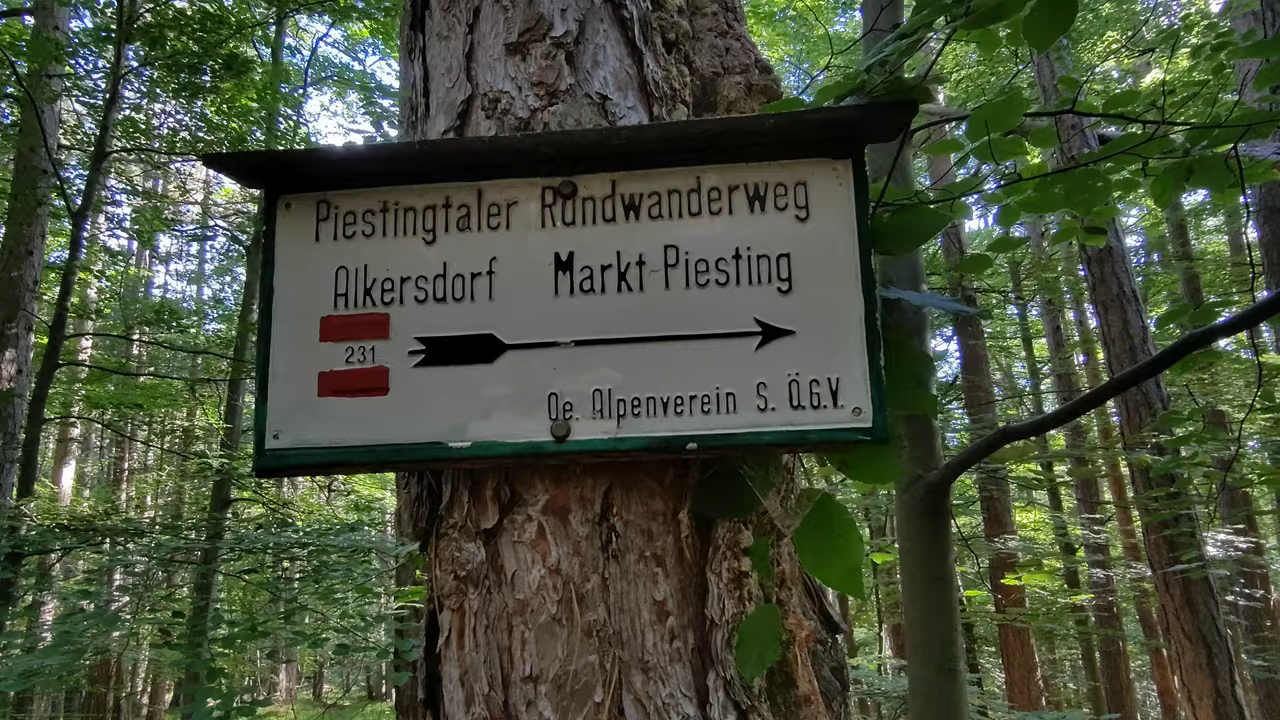 Piestingtaler Rundwanderweg
Alkersdorf Markt-Piesting
231
Oe. Alpenverein S. Ö.G.V.